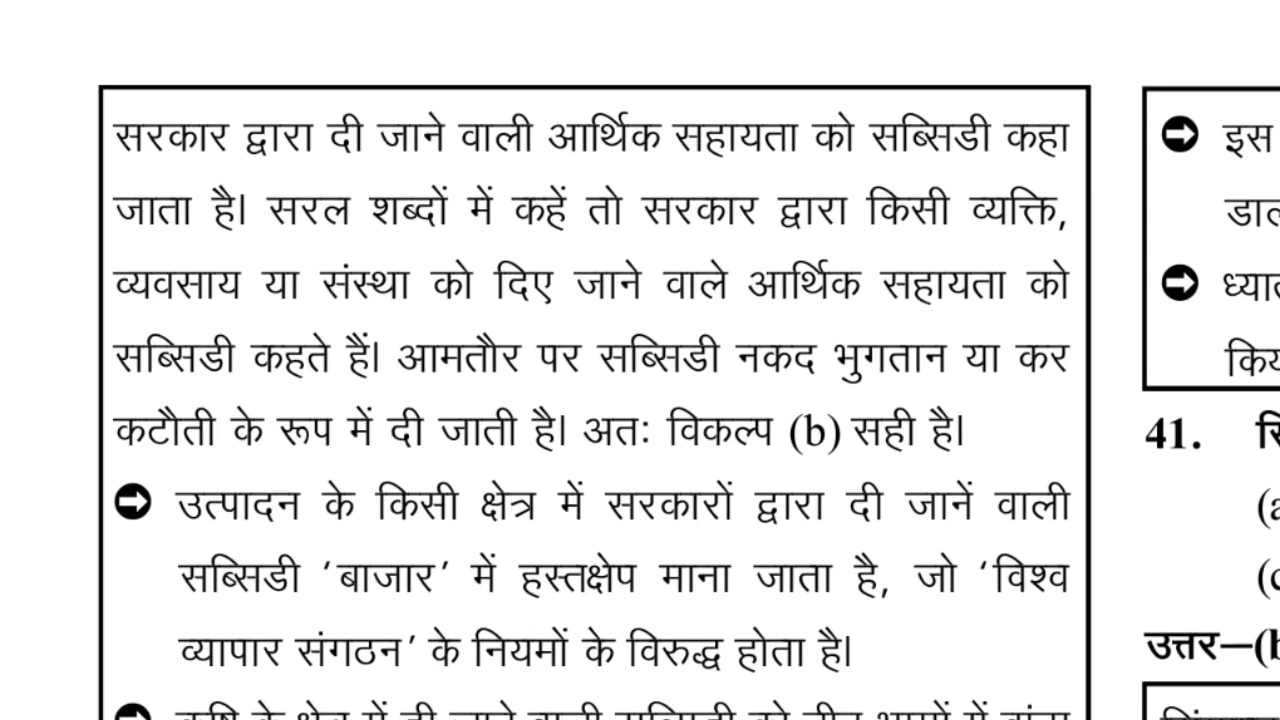 सरकार द्वारा दी जाने वाली आर्थिक सहायता को सब्सिडी कहा
जाता है। सरल शब्दों में कहें तो सरकार द्वारा किसी व्यक्ति,
व्यवसाय या संस्था को दिए जाने वाले आर्थिक सहायता को
सब्सिडी कहते हैं। आमतौर पर सब्सिडी नकद भुगतान या कर
कटौती के रूप में दी जाती है। अतः विकल्प (b) सही है।
➲ उत्पादन के किसी क्षेत्र में सरकारों द्वारा दी जानें वाली
सब्सिडी ‘बाजार’ में हस्तक्षेप माना जाता है, जो ‘विश्व
व्यापार संगठन’ के नियमों के विरुद्ध होता है।
➲ कृषि के क्षेत्र में दी जाने वाली सब्सिडी को तीन भागों में बांटा
➲ इस
➲
41.
(a
(c
उत्तर–(b